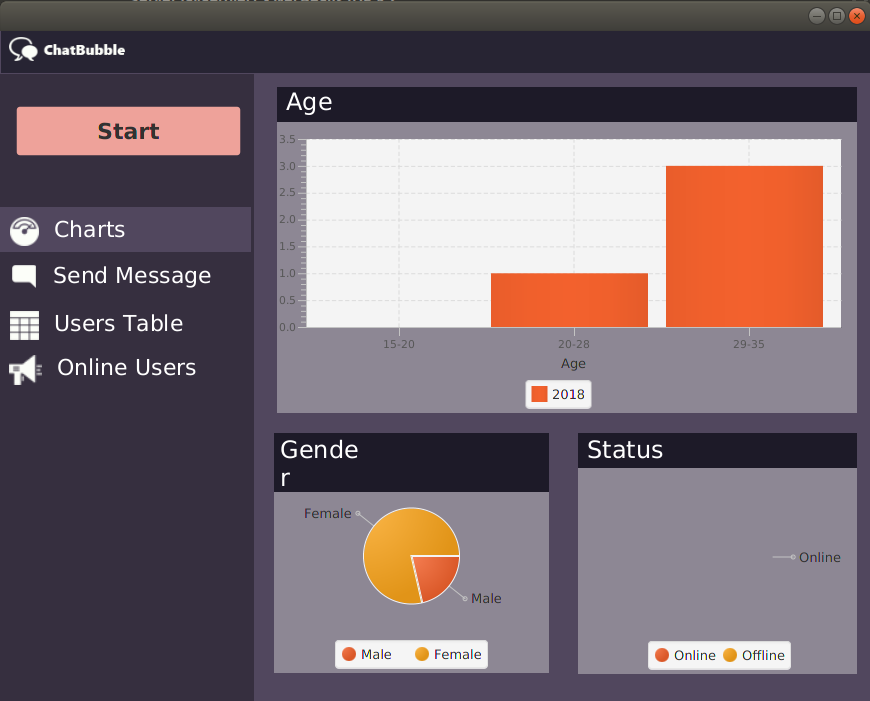 ChatBubble
Start
Charts
Send Message
Users Table
Online Users
Age
3.5
3.0
2.5
2.0
1.5
1.0
0.5
0.0
15-20 20-28 29-35
Age
2018
Gende
r
Female
Male
Male Female
Status
Online
Online Offline